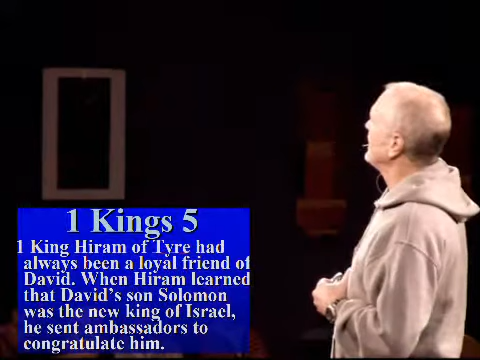 1 Kings 5
1 King Hiram of Tyre had
always been a loyal friend of
David. When Hiram learned
that David's son Solomon
was the new king of Israel,
he sent ambassadors to
congratulate him.